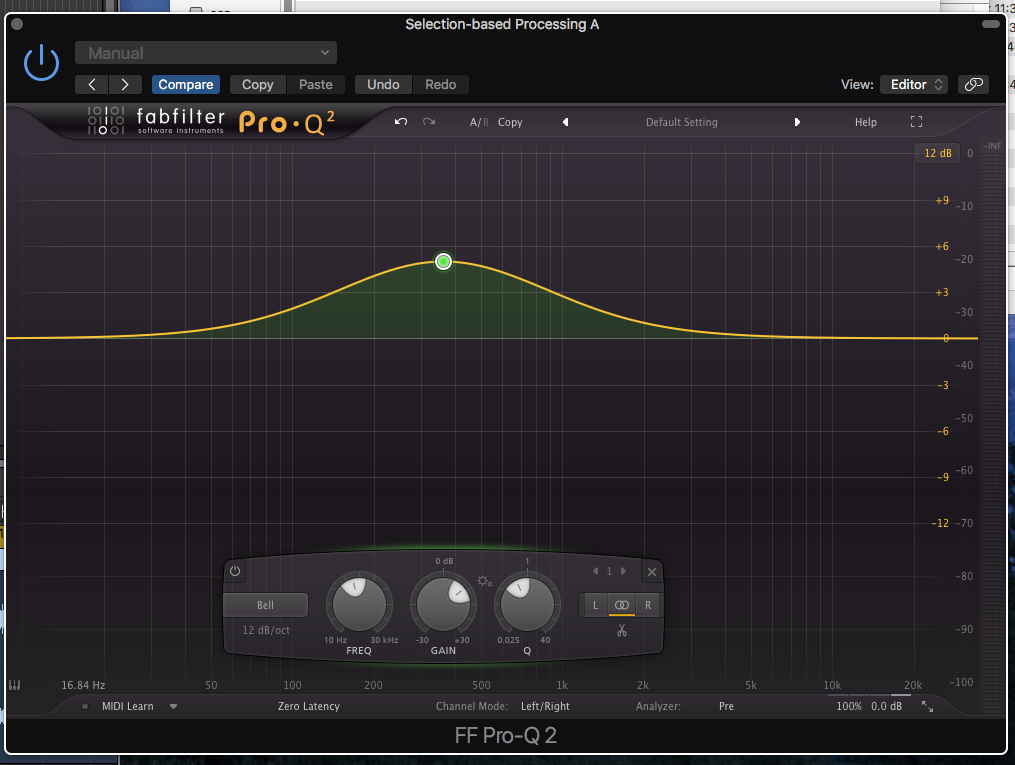 Selection-based Processing A
Manual
Compare Copy Paste Undo Redo View: Editor
fabfilter
software instruments
Pro·Q 2
A/B Copy Default Setting Help
12 dB 0 -INF
+9 -10
+6 -20
+3 -30
0 -40
-3 -50
-6 -60
-9
-12 -70
-80
-90
-100
0 dB 1 1
Bell L R
12 dB/oct
10 Hz 30 kHz -30 +30 0.025 40
FREQ GAIN Q
16.84 Hz 50 100 200 500 1k 2k 5k 10k 20k
MIDI Learn Zero Latency Channel Mode: Left/Right Analyzer: Pre 100% 0.0 dB
FF Pro-Q 2